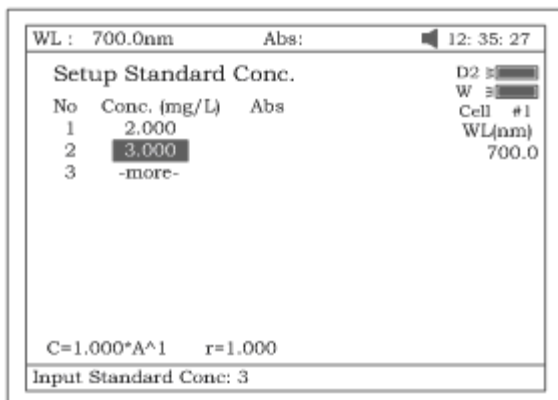 WL : 700.0nm Abs: 12: 35: 27
Setup Standard Conc.
D2
W
No Conc. (mg/L) Abs
Cell #1
1 2.000
WL(nm)
2 3.000
700.0
3 -more-
C=1.000*A^1 r=1.000
Input Standard Conc: 3